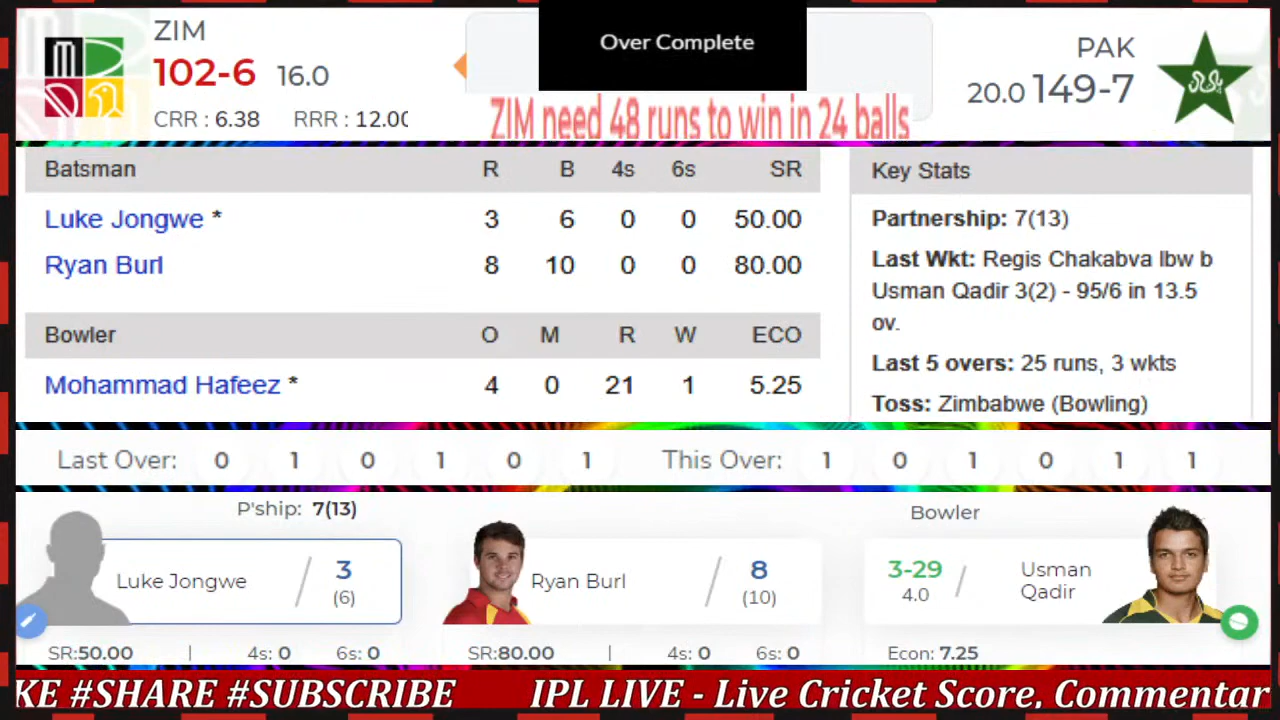 ZIM
102-6 16.0
CRR : 6.38 RRR : 12.00
Over Complete
ZIM need 48 runs to win in 24 balls
PAK
20.0 149-7
Batsman R B 4s 6s SR
Luke Jongwe * 3 6 0 0 50.00
Ryan Burl 8 10 0 0 80.00
Bowler O M R W ECO
Mohammad Hafeez * 4 0 21 1 5.25
Key Stats
Partnership: 7(13)
Last Wkt: Regis Chakabva lbw b
Usman Qadir 3(2) - 95/6 in 13.5
ov.
Last 5 overs: 25 runs, 3 wkts
Toss: Zimbabwe (Bowling)
Last Over: 0 1 0 1 0 1 This Over: 1 0 1 0 1 1
P'ship: 7(13)
Luke Jongwe / 3
(6)
SR:50.00 | 4s: 0 6s: 0
Ryan Burl / 8
(10)
SR:80.00 | 4s: 0 6s: 0
Bowler
3-29 / Usman
4.0 Qadir
Econ: 7.25
KE #SHARE #SUBSCRIBE IPL LIVE - Live Cricket Score, Commentar